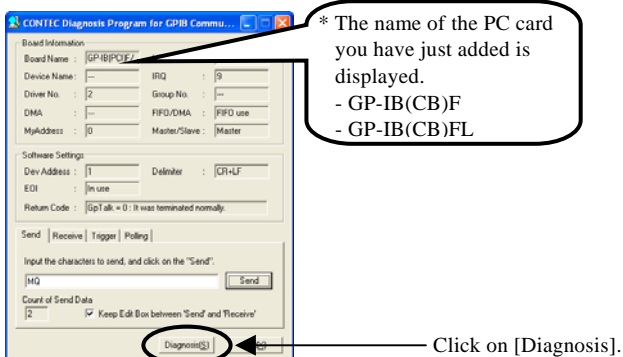 CONTEC Diagnosis Program for GPIB Commu...
* The name of the PC card
you have just added is
displayed.
- GP-IB(CB)F
- GP-IB(CB)FL
Board Information
Board Name :
Device Name : --- IRQ : 9
Driver No. : 2 Group No. : ---
DMA : --- FIFO/DMA : FIFO use
MyAddress : 0 Master/Slave : Master
Software Settings
Dev Address : 1 Delimiter : CR+LF
EOI : In use
Return Code : GpTalk = 0 : It was terminated normally.
Send Receive Trigger Polling
Input the characters to send, and click on the "Send".
MQ Send
Count of Send Data
2 Keep Edit Box between 'Send' and 'Receive'
Diagnosis(S)
Click on [Diagnosis].